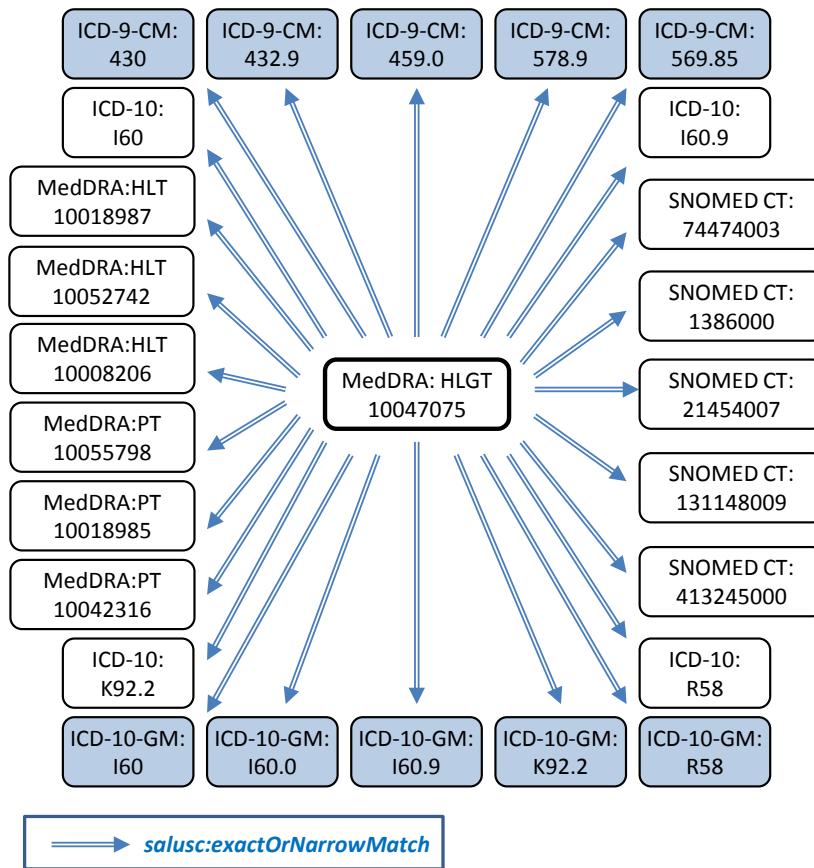 ICD-9-CM:
430
ICD-9-CM:
432.9
ICD-9-CM:
459.0
ICD-9-CM:
578.9
ICD-9-CM:
569.85
ICD-10:
I60
ICD-10:
I60.9
MedDRA:HLT
10018987
SNOMED CT:
74474003
MedDRA:HLT
10052742
SNOMED CT:
1386000
MedDRA:HLT
10008206
MedDRA: HLGT
10047075
SNOMED CT:
21454007
MedDRA:PT
10055798
SNOMED CT:
131148009
MedDRA:PT
10018985
MedDRA:PT
10042316
SNOMED CT:
413245000
ICD-10:
K92.2
ICD-10:
R58
ICD-10-GM:
I60
ICD-10-GM:
I60.0
ICD-10-GM:
I60.9
ICD-10-GM:
K92.2
ICD-10-GM:
R58
salusc:exactOrNarrowMatch